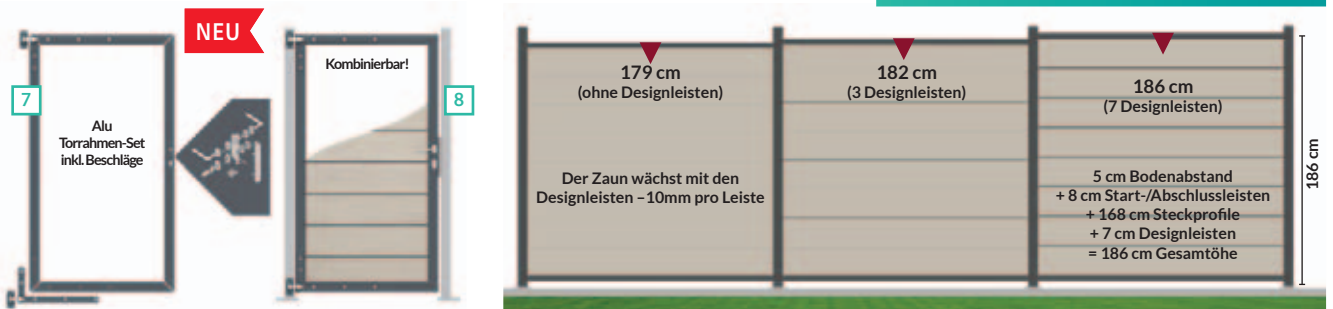 NEU
7
Alu
Torrahmen-Set
inkl. Beschläge
Kombinierbar!
8
179 cm
(ohne Designleisten)
Der Zaun wächst mit den
Designleisten – 10mm pro Leiste
182 cm
(3 Designleisten)
186 cm
(7 Designleisten)
5 cm Bodenabstand
+ 8 cm Start-/Abschlussleisten
+ 168 cm Steckprofile
+ 7 cm Designleisten
= 186 cm Gesamtöhe
186 cm